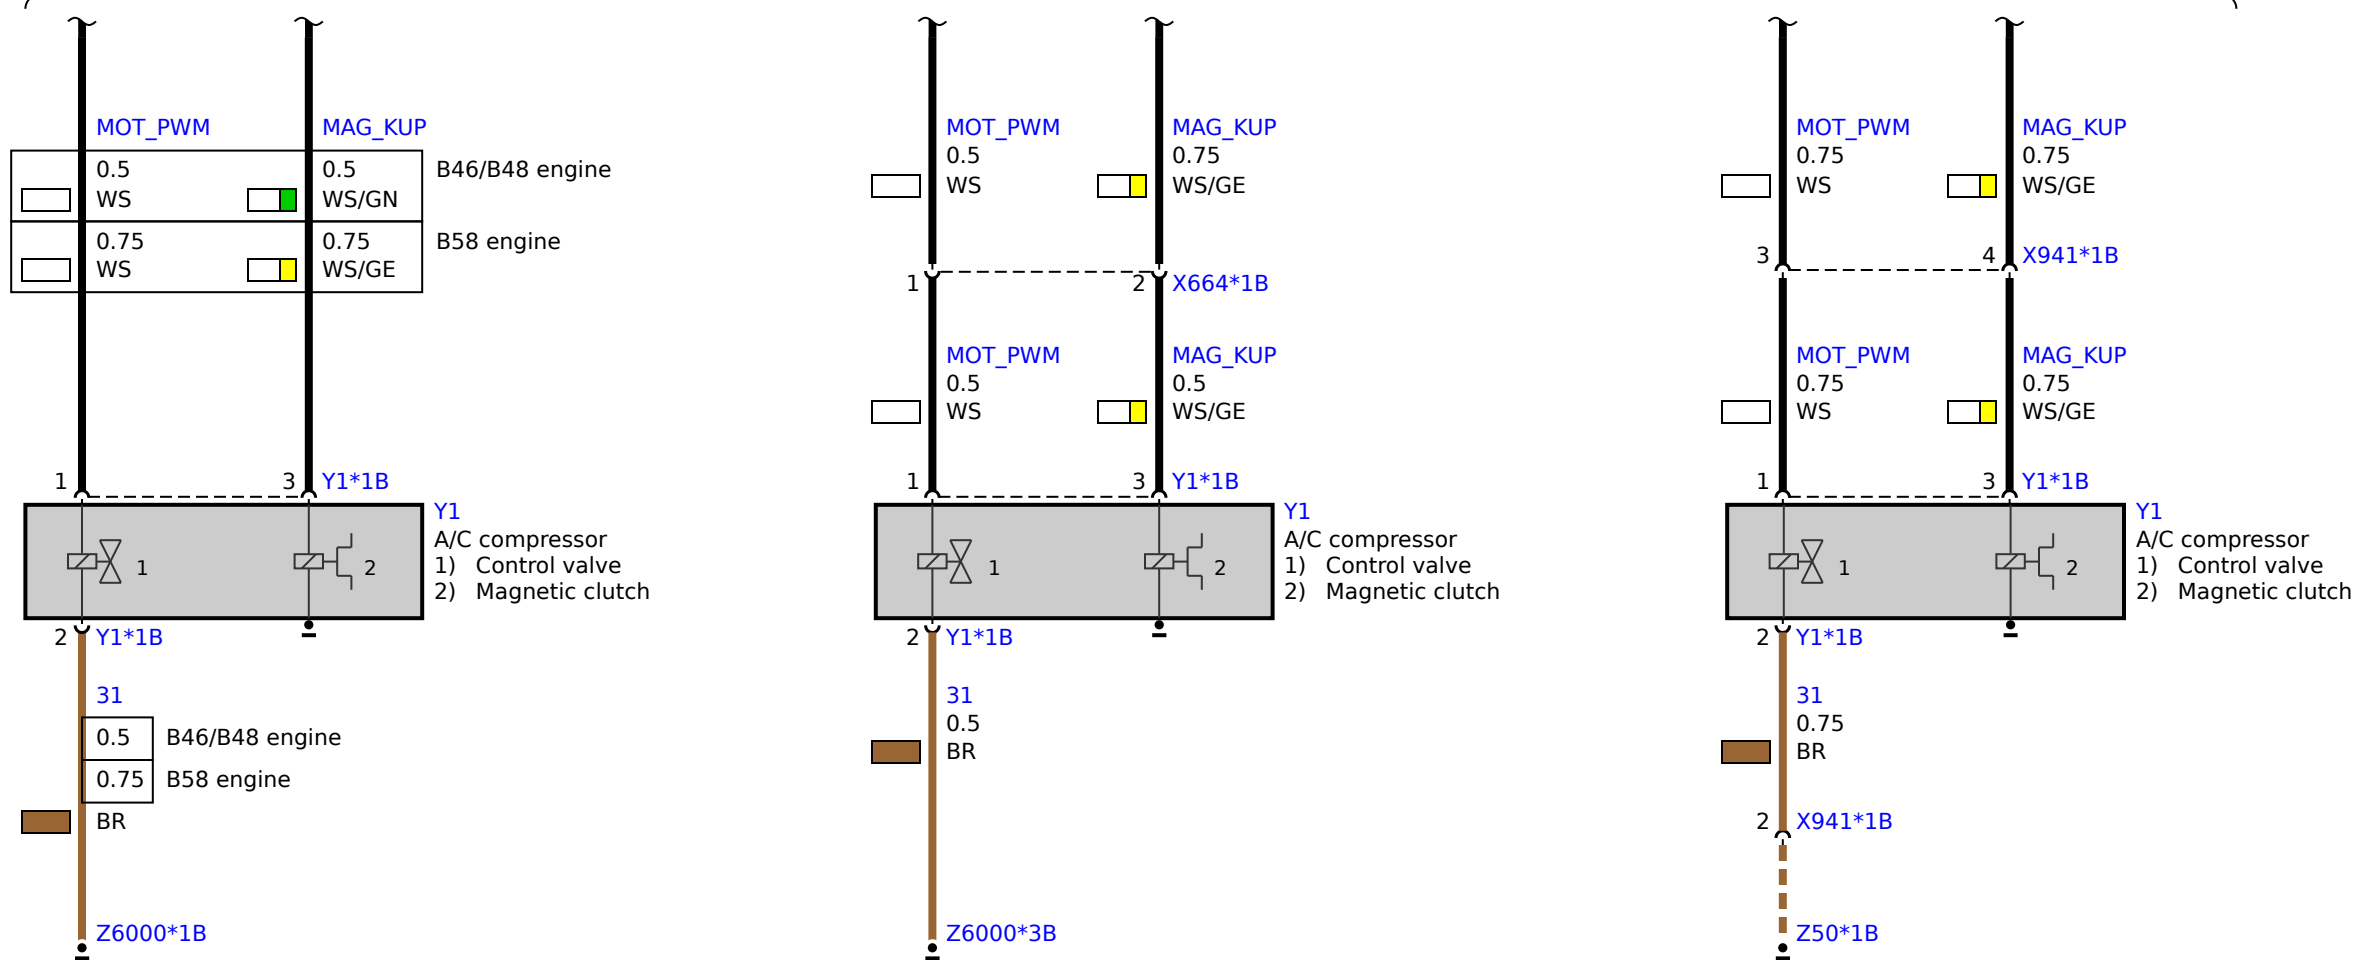 MOT_PWM MAG_KUP
0.5 0.5 B46/B48 engine
WS WS/GN
0.75 0.75 B58 engine
WS WS/GE
1 3 Y1*1B
Y1
A/C compressor
1) Control valve
2) Magnetic clutch
1 2
2 Y1*1B
31
0.5 B46/B48 engine
0.75 B58 engine
BR
Z6000*1B
MOT_PWM MAG_KUP
0.5 0.75
WS WS/GE
1 2 X664*1B
MOT_PWM MAG_KUP
0.5 0.5
WS WS/GE
1 3 Y1*1B
Y1
A/C compressor
1) Control valve
2) Magnetic clutch
1 2
2 Y1*1B
31
0.5
BR
Z6000*3B
MOT_PWM MAG_KUP
0.75 0.75
WS WS/GE
3 4 X941*1B
MOT_PWM MAG_KUP
0.75 0.75
WS WS/GE
1 3 Y1*1B
Y1
A/C compressor
1) Control valve
2) Magnetic clutch
1 2
2 Y1*1B
31
0.75
BR
2 X941*1B
Z50*1B